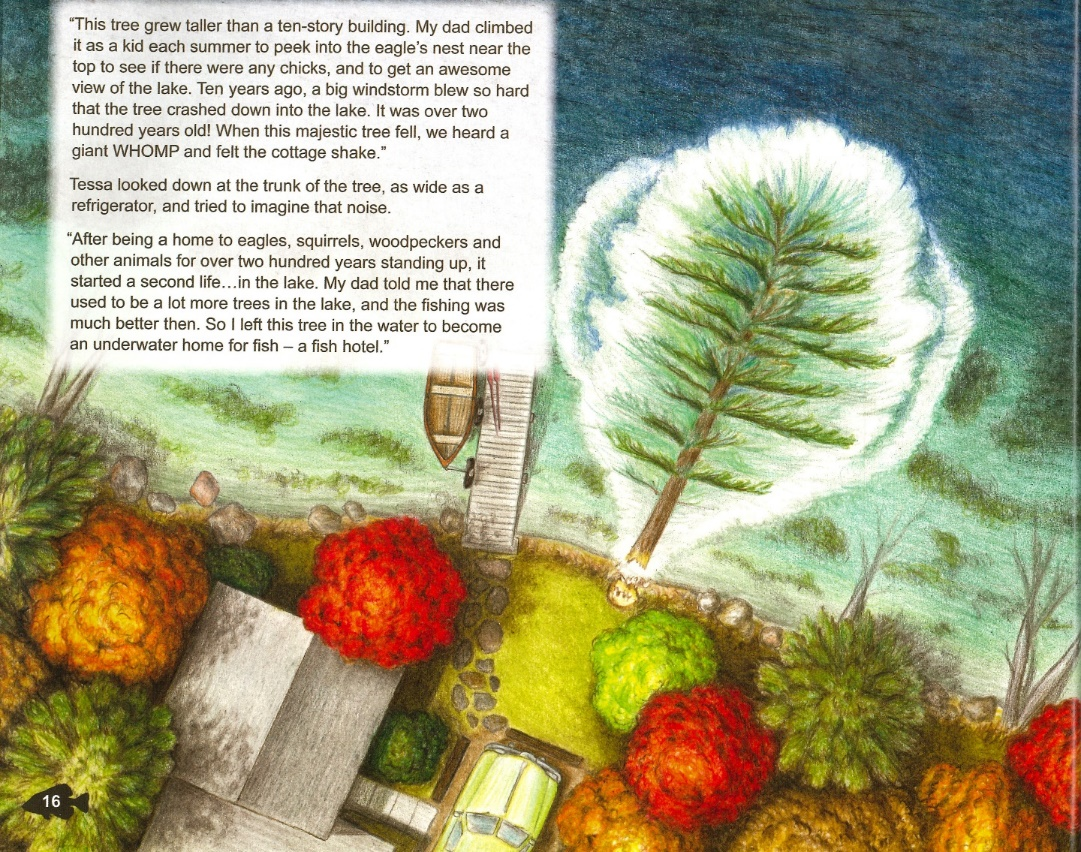 “This tree grew taller than a ten-story building. My dad climbed
it as a kid each summer to peek into the eagle’s nest near the
top to see if there were any chicks, and to get an awesome
view of the lake. Ten years ago, a big windstorm blew so hard
that the tree crashed down into the lake. It was over two
hundred years old! When this majestic tree fell, we heard a
giant WHOMP and felt the cottage shake.”
Tessa looked down at the trunk of the tree, as wide as a
refrigerator, and tried to imagine that noise.
“After being a home to eagles, squirrels, woodpeckers and
other animals for over two hundred years standing up, it
started a second life…in the lake. My dad told me that there
used to be a lot more trees in the lake, and the fishing was
much better then. So I left this tree in the water to become
an underwater home for fish – a fish hotel.”
16